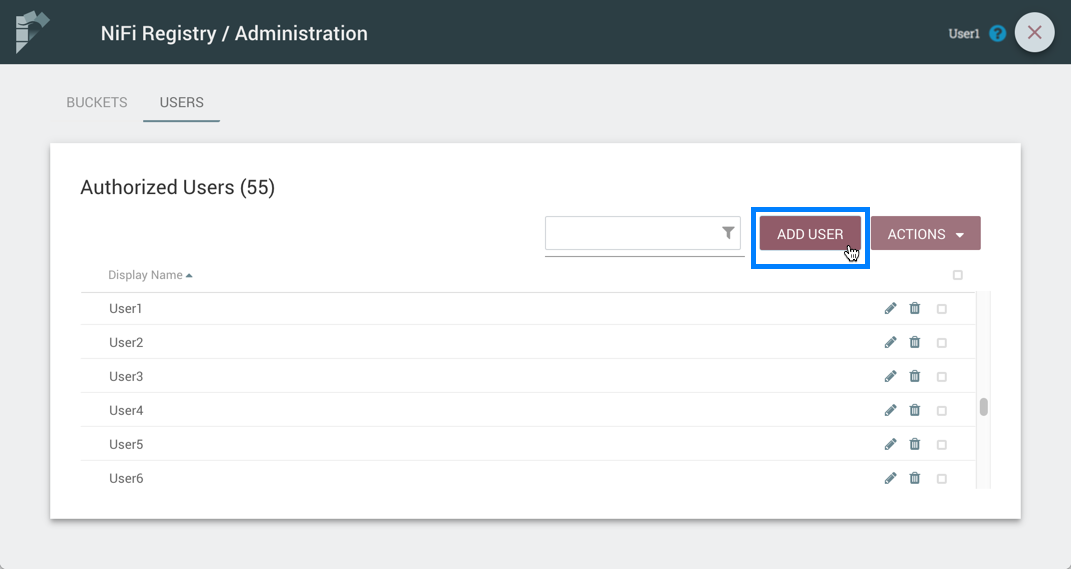 NiFi Registry / Administration
User1 ?
BUCKETS USERS
Authorized Users (55)
ADD USER ACTIONS
Display Name
User1
User2
User3
User4
User5
User6